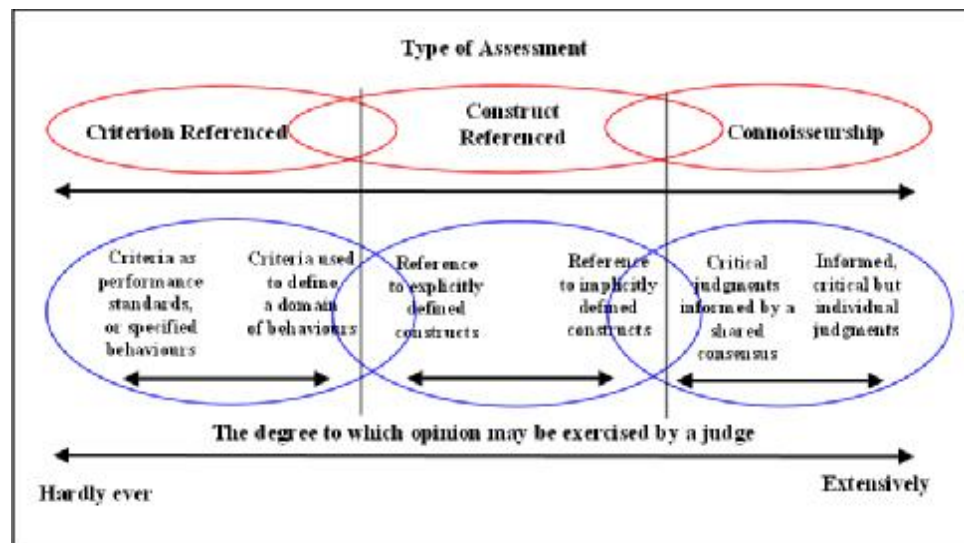 Type of Assessment
Criterion Referenced
Construct
Referenced
Connoisseurship
Criteria as
performance
standards,
or specified
behaviours
Criteria used
to define
a domain
of behaviours
Reference
to explicitly
defined
constructs
Reference
to implicitly
defined
constructs
Critical
judgments
informed by a
shared
consensus
Informed,
critical but
individual
judgments
The degree to which opinion may be exercised by a judge
Hardly ever
Extensively